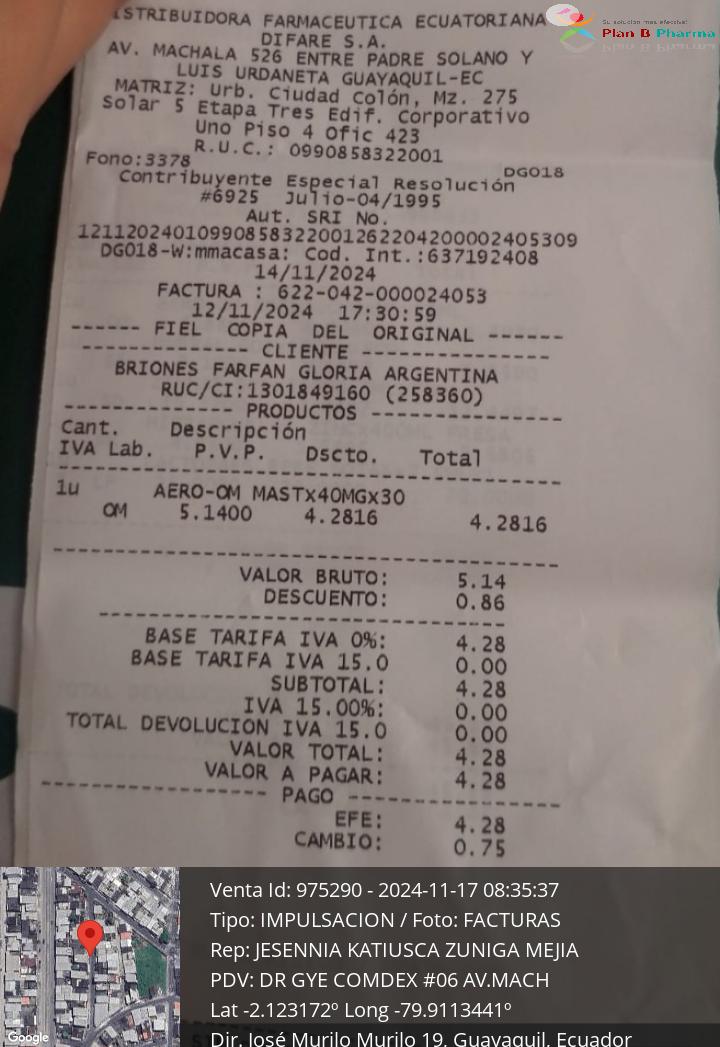 ISTRIBUIDORA FARMACEUTICA ECUATORIANA
DIFARE S.A.
AV. MACHALA 526 ENTRE PADRE SOLANO Y
LUIS URDANETA GUAYAQUIL-EC
MATRIZ: Urb. Ciudad Colón, Mz. 275
Solar 5 Etapa Tres Edif. Corporativo
Uno Piso 4 Ofic 423
R.U.C.: 0990858322001
Fono:3378 DG018
Contribuyente Especial Resolución
#6925 Julio-04/1995
Aut. SRI No.
12112024010990858322001262204200002405309
DG018-W:mmacasa: Cod. Int.:637192408
14/11/2024
FACTURA : 622-042-000024053
12/11/2024 17:30:59
------ FIEL COPIA DEL ORIGINAL ------
------------- CLIENTE ---------------
BRIONES FARFAN GLORIA ARGENTINA
RUC/CI:1301849160 (258360)
------------- PRODUCTOS ---------------
Cant. Descripción
IVA Lab. P.V.P. Dscto. Total
1u AERO-OM MASTx40MGx30
OM 5.1400 4.2816 4.2816
VALOR BRUTO: 5.14
DESCUENTO: 0.86
BASE TARIFA IVA 0%: 4.28
BASE TARIFA IVA 15.0 0.00
SUBTOTAL: 4.28
IVA 15.00%: 0.00
TOTAL DEVOLUCION IVA 15.0 0.00
VALOR TOTAL: 4.28
VALOR A PAGAR: 4.28
----------------- PAGO ----------------
EFE: 4.28
CAMBIO: 0.75
Su solución mas efectiva!
Plan B Pharma
Venta Id: 975290 - 2024-11-17 08:35:37
Tipo: IMPULSACION / Foto: FACTURAS
Rep: JESENNIA KATIUSCA ZUNIGA MEJIA
PDV: DR GYE COMDEX #06 AV.MACH
Lat -2.123172º Long -79.9113441º
Dir. José Murilo Murilo 19, Guayaquil, Ecuador
Google